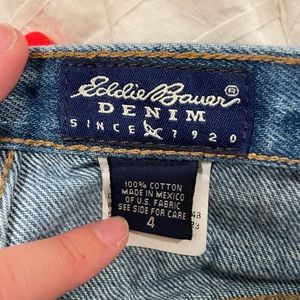 Eddie Bauer®
DENIM
SINCE 1920
100% COTTON
MADE IN MEXICO
OF U.S. FABRIC
SEE SIDE FOR CARE
4